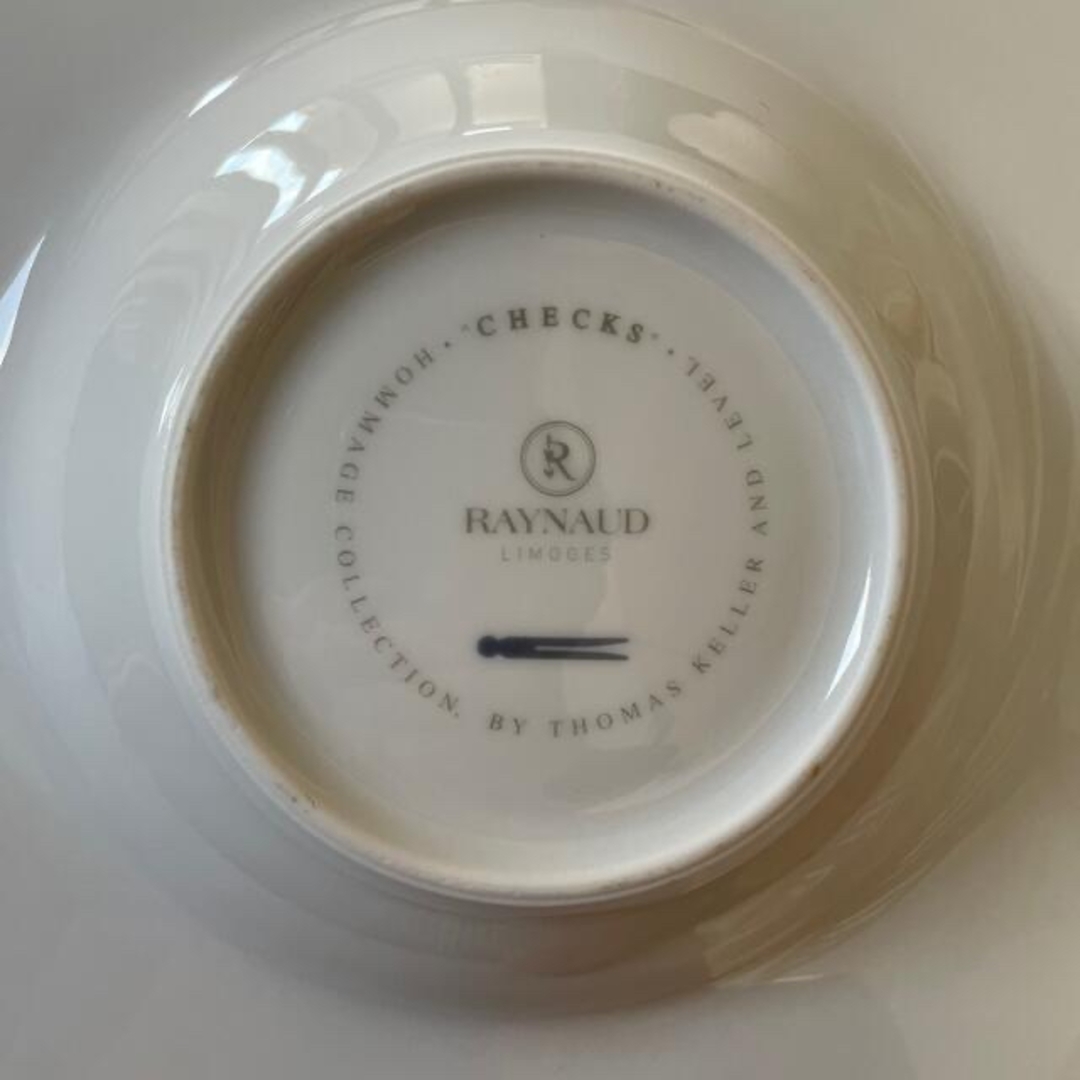 "CHECKS"
· HOMMAGE COLLECTION. BY THOMAS KELLER AND LEVEL ·
R
RAYNAUD
LIMOGES